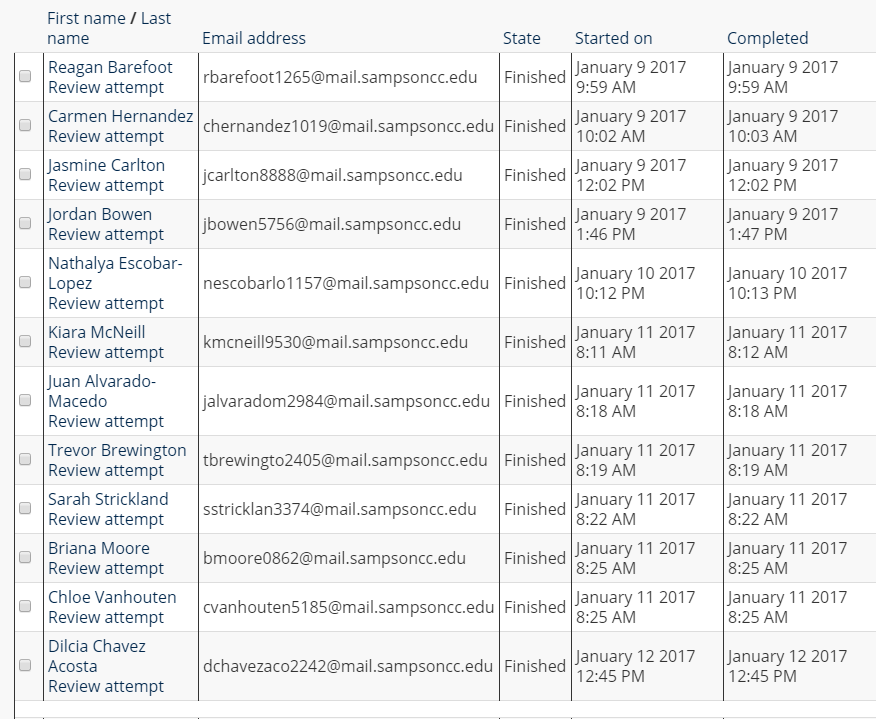 First name / Last name
Email address
State
Started on
Completed
Reagan Barefoot
Review attempt
rbarefoot1265@mail.sampsoncc.edu
Finished
January 9 2017
9:59 AM
January 9 2017
9:59 AM
Carmen Hernandez
Review attempt
chernandez1019@mail.sampsoncc.edu
Finished
January 9 2017
10:02 AM
January 9 2017
10:03 AM
Jasmine Carlton
Review attempt
jcarlton8888@mail.sampsoncc.edu
Finished
January 9 2017
12:02 PM
January 9 2017
12:02 PM
Jordan Bowen
Review attempt
jbowen5756@mail.sampsoncc.edu
Finished
January 9 2017
1:46 PM
January 9 2017
1:47 PM
Nathalya Escobar-
Lopez
Review attempt
nescobarlo1157@mail.sampsoncc.edu
Finished
January 10 2017
10:12 PM
January 10 2017
10:13 PM
Kiara McNeill
Review attempt
kmcneill9530@mail.sampsoncc.edu
Finished
January 11 2017
8:11 AM
January 11 2017
8:12 AM
Juan Alvarado-
Macedo
Review attempt
jalvaradom2984@mail.sampsoncc.edu
Finished
January 11 2017
8:18 AM
January 11 2017
8:18 AM
Trevor Brewington
Review attempt
tbrewingto2405@mail.sampsoncc.edu
Finished
January 11 2017
8:19 AM
January 11 2017
8:19 AM
Sarah Strickland
Review attempt
sstricklan3374@mail.sampsoncc.edu
Finished
January 11 2017
8:22 AM
January 11 2017
8:22 AM
Briana Moore
Review attempt
bmoore0862@mail.sampsoncc.edu
Finished
January 11 2017
8:25 AM
January 11 2017
8:25 AM
Chloe Vanhouten
Review attempt
cvanhouten5185@mail.sampsoncc.edu
Finished
January 11 2017
8:25 AM
January 11 2017
8:25 AM
Dilcia Chavez
Acosta
Review attempt
dchavezaco2242@mail.sampsoncc.edu
Finished
January 12 2017
12:45 PM
January 12 2017
12:45 PM